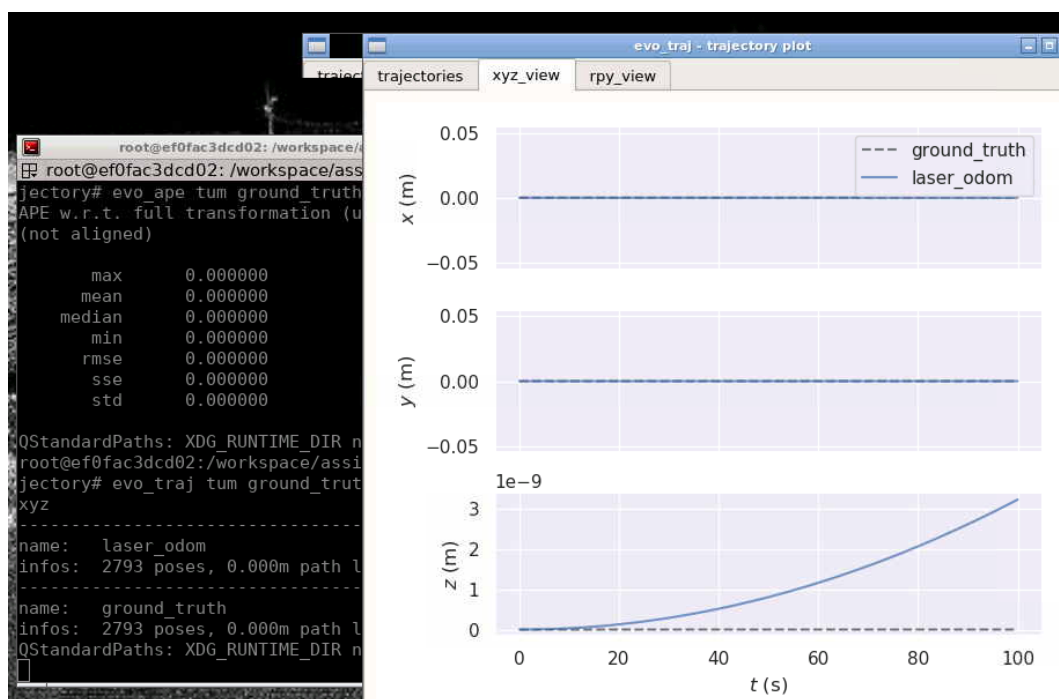 evo_traj - trajectory plot
trajectories xyz_view rpy_view
root@ef0fac3dcd02: /workspace/a
root@ef0fac3dcd02: /workspace/assi
jectory# evo_ape tum ground_truth
APE w.r.t. full transformation (u
(not aligned)
max 0.000000
mean 0.000000
median 0.000000
min 0.000000
rmse 0.000000
sse 0.000000
std 0.000000
QStandardPaths: XDG_RUNTIME_DIR n
root@ef0fac3dcd02:/workspace/assi
jectory# evo_traj tum ground_trut
xyz
----------------------------------
name: laser_odom
infos: 2793 poses, 0.000m path l
----------------------------------
name: ground_truth
infos: 2793 poses, 0.000m path l
QStandardPaths: XDG_RUNTIME_DIR n
ground_truth
laser_odom
0.05
0.00
−0.05
x (m)
0.05
0.00
−0.05
y (m)
1e−9
3
2
1
0
z (m)
0 20 40 60 80 100
t (s)